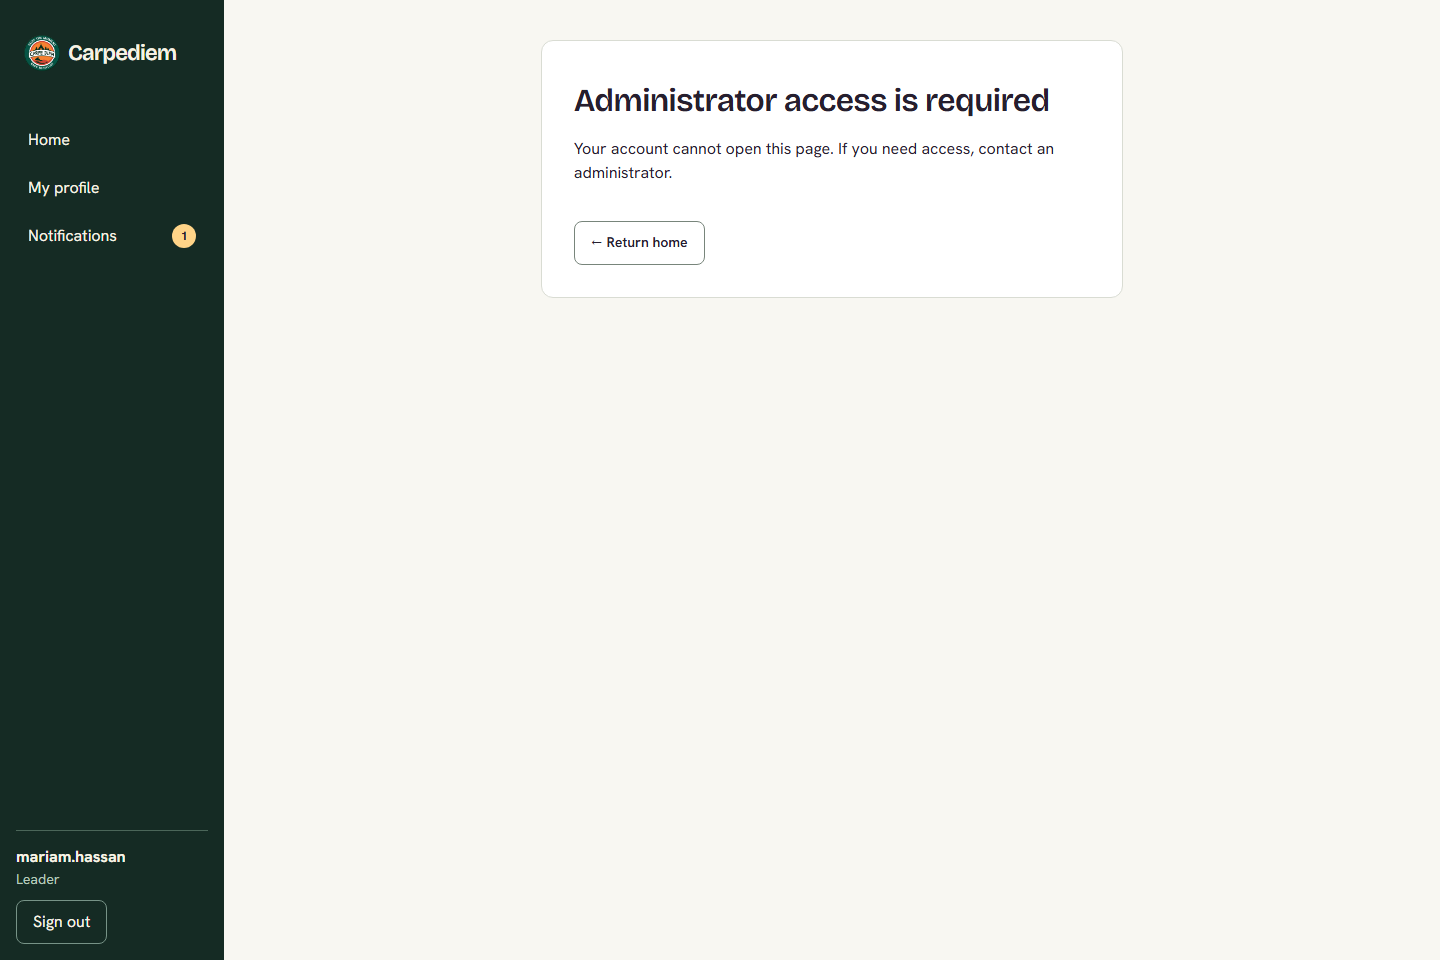 Carpediem
Home
My profile
Notifications 1
mariam.hassan
Leader
Sign out
Administrator access is required
Your account cannot open this page. If you need access, contact an
administrator.
← Return home